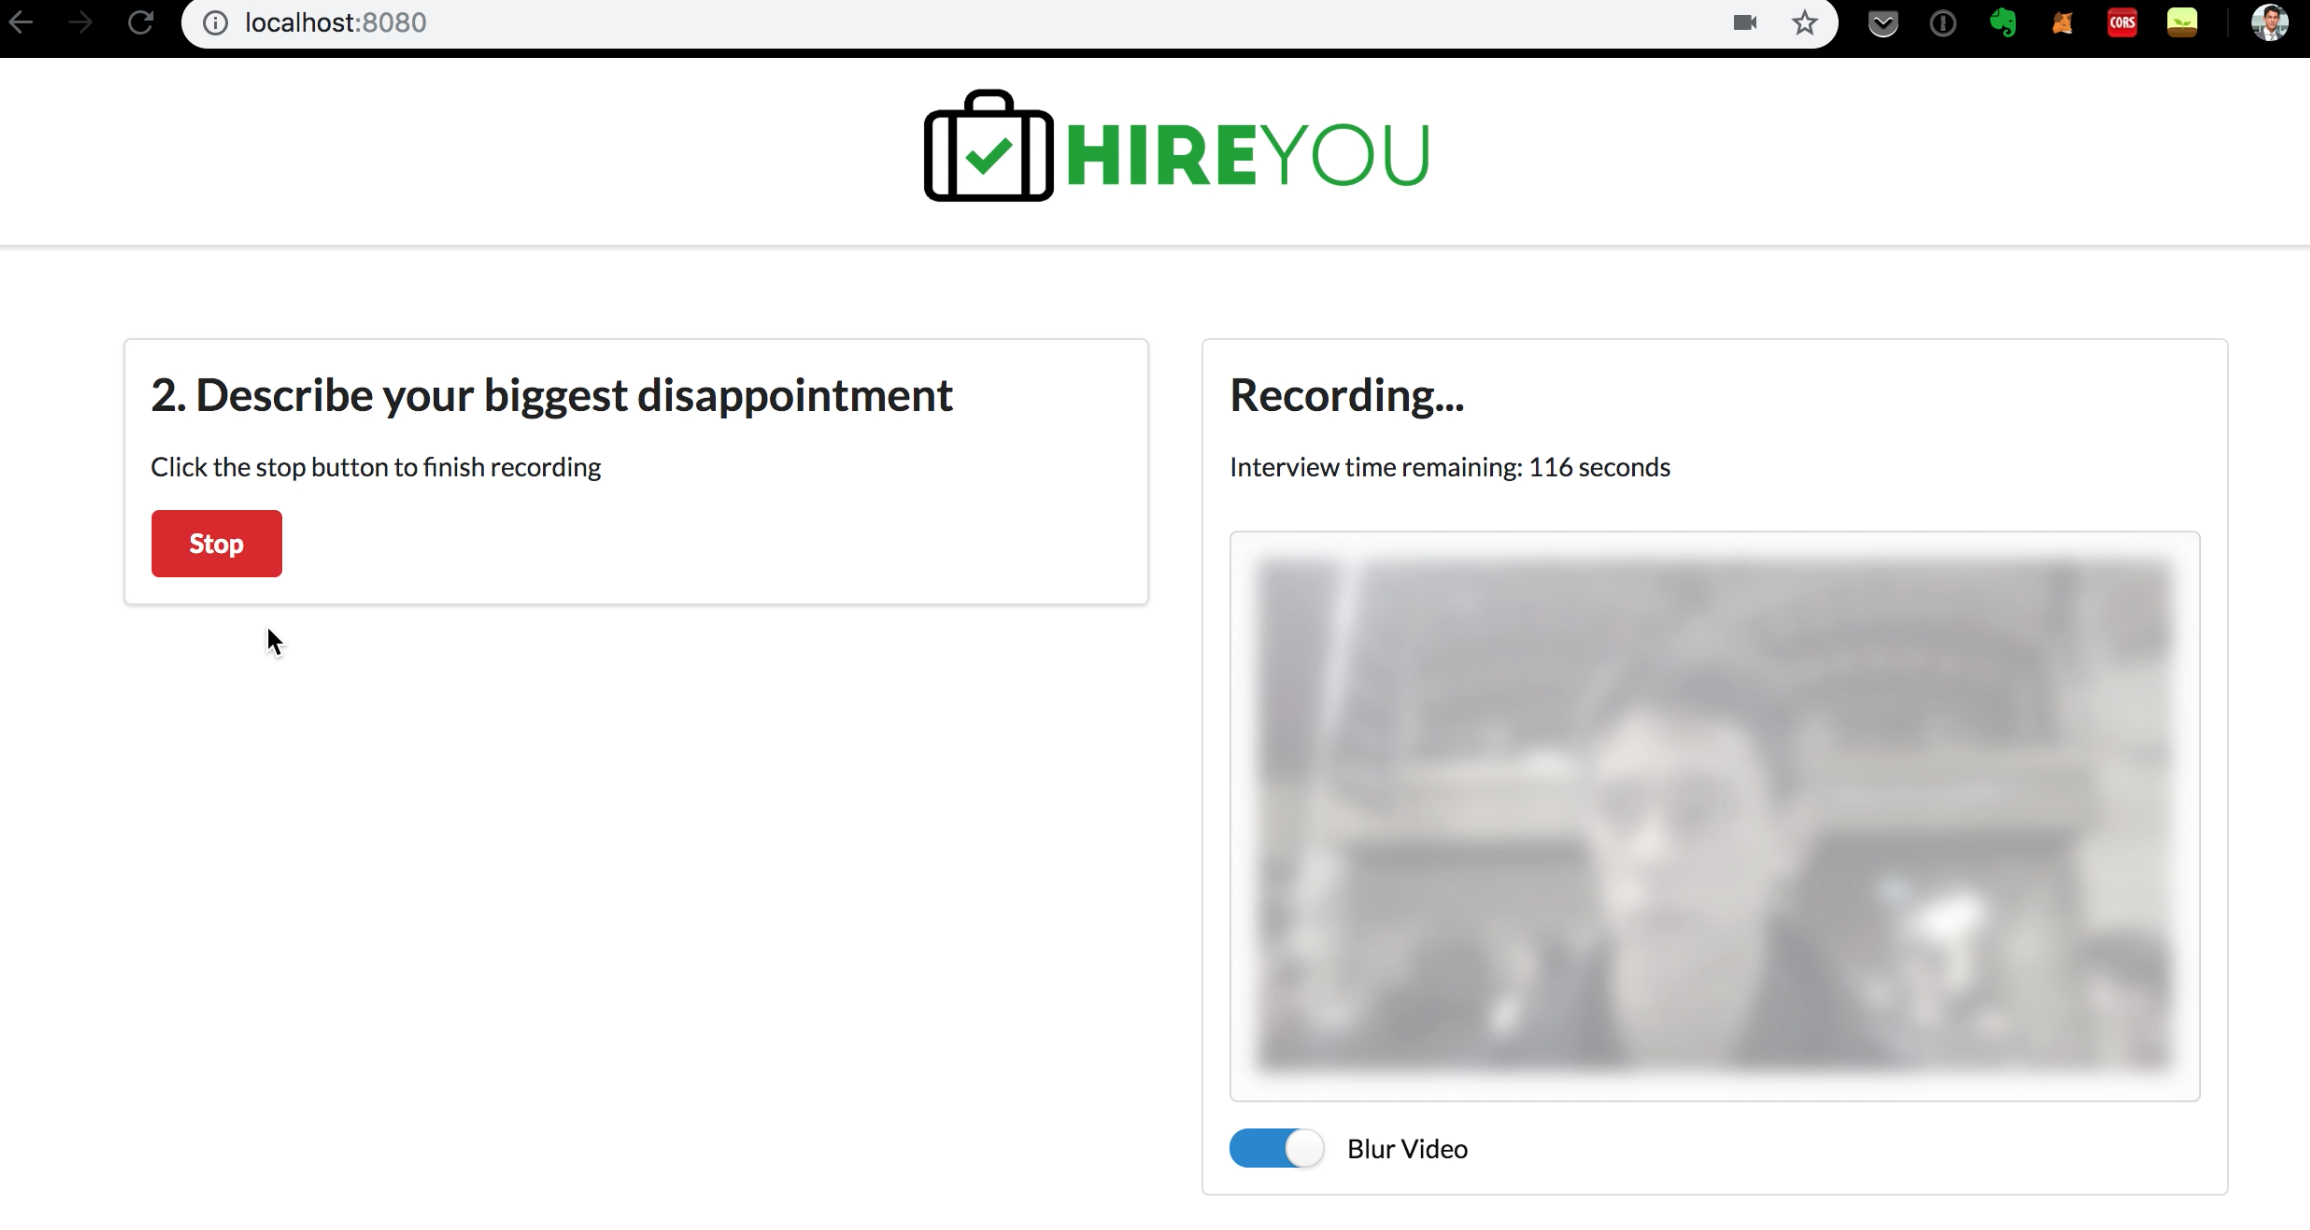 localhost:8080
CORS
HIREYOU
2. Describe your biggest disappointment
Click the stop button to finish recording
Stop
Recording...
Interview time remaining: 116 seconds
Blur Video